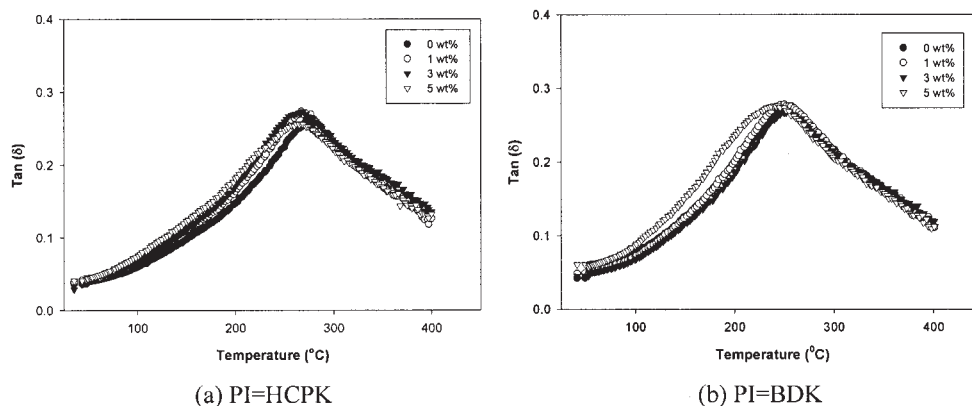 0.4
0.3
0.2
0.1
0.0
Tan (δ)
0 wt%
1 wt%
3 wt%
5 wt%
100
200
300
400
Temperature (°C)
(a) PI=HCPK
0.4
0.3
0.2
0.1
0.0
Tan (δ)
0 wt%
1 wt%
3 wt%
5 wt%
100
200
300
400
Temperature (⁰C)
(b) PI=BDK